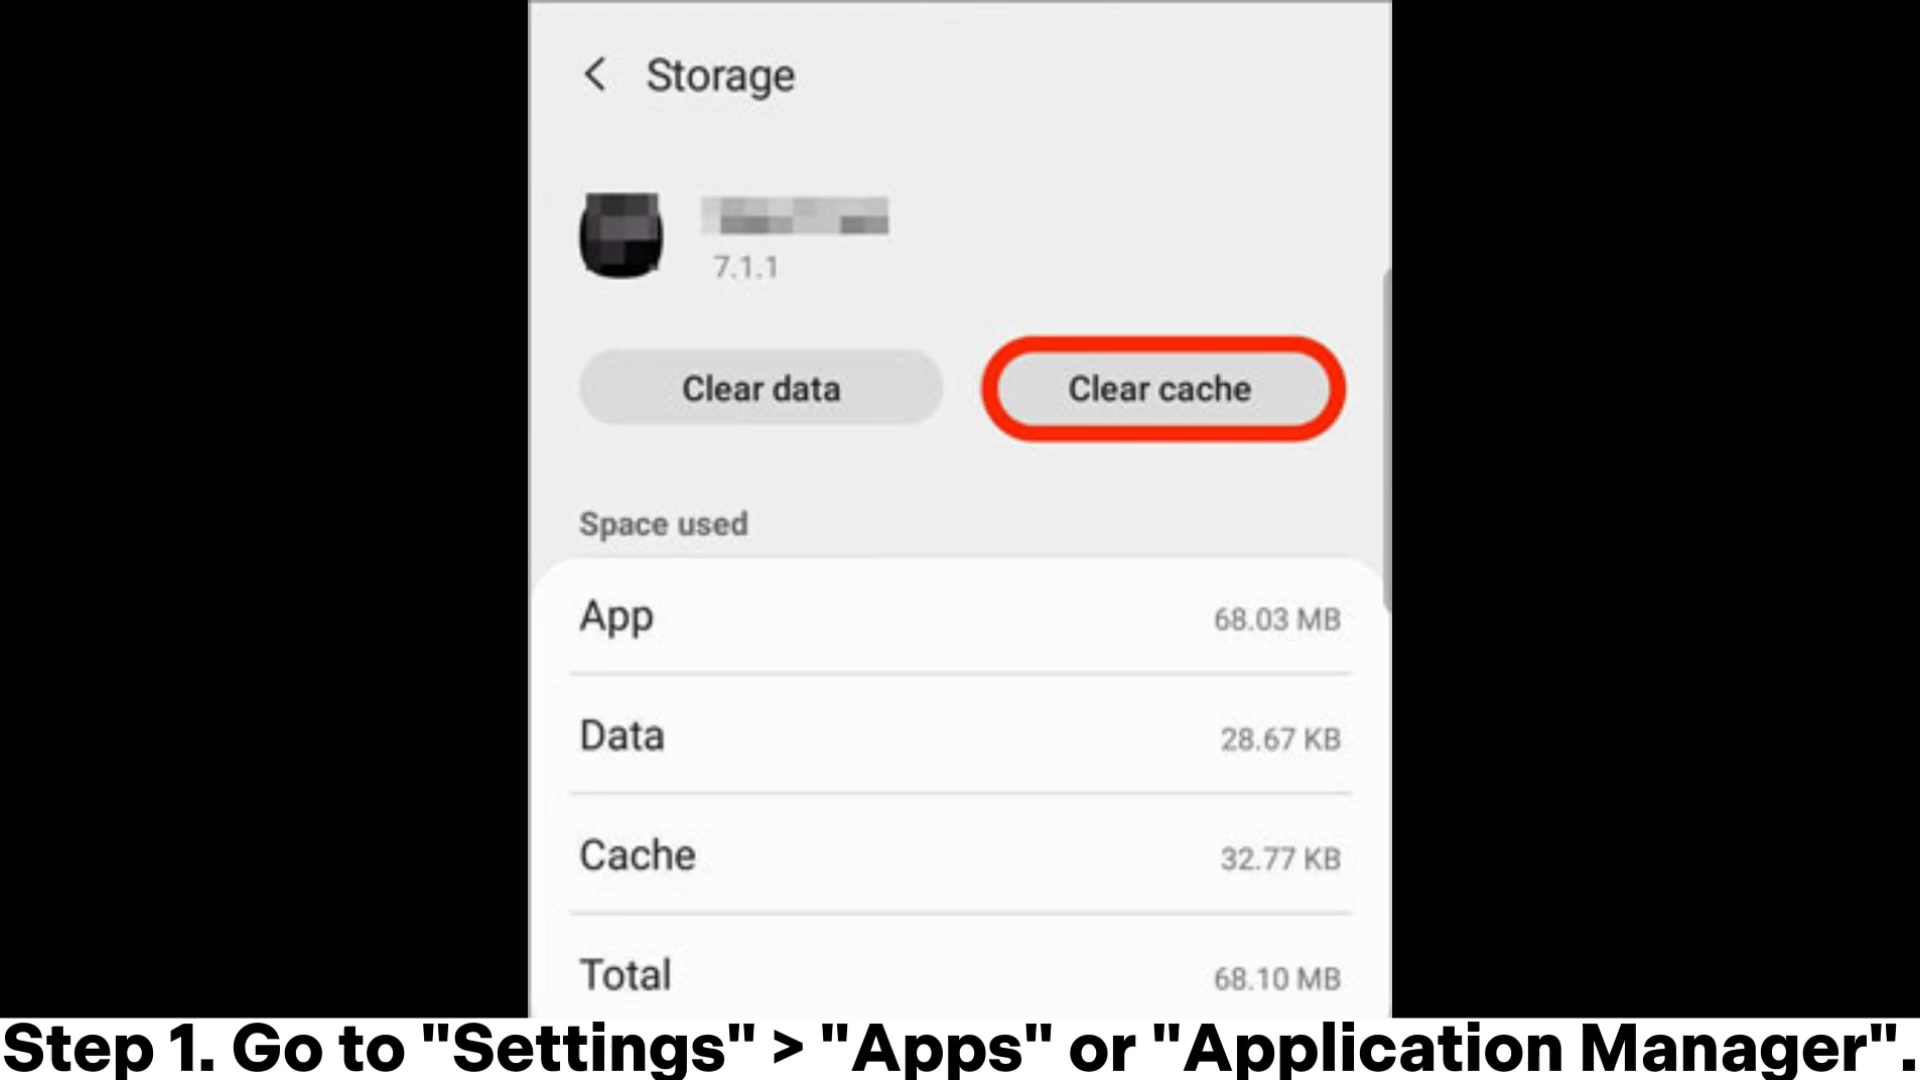 Storage
7.1.1
Clear data
Clear cache
Space used
App
68.03 MB
Data
28.67 KB
Cache
32.77 KB
Total
68.10 MB
Step 1. Go to "Settings" > "Apps" or "Application Manager".